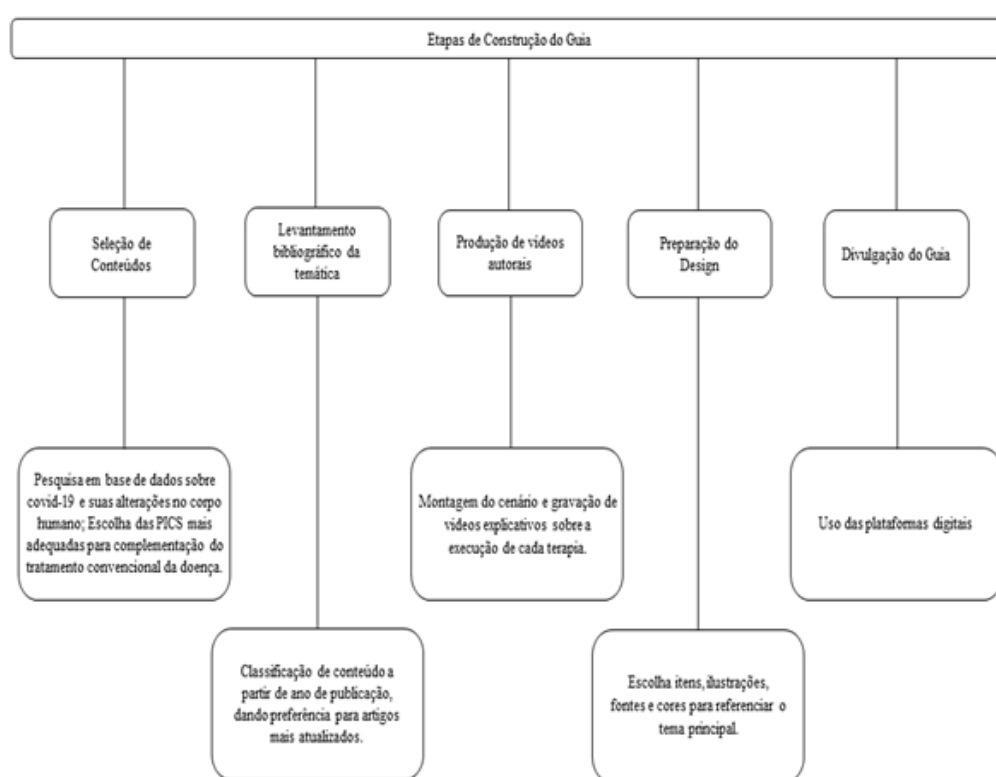 Etapas de Construção do Guia
Seleção de
Conteúdos
Levantamento
bibliográfico da
temática
Produção de vídeos
autorais
Preparação do
Design
Divulgação do Guia
Pesquisa em base de dados sobre
covid-19 e suas alterações no corpo
humano; Escolha das PICS mais
adequadas para complementação do
tratamento convencional da doença.
Montagem do cenário e gravação de
vídeos explicativos sobre a
execução de cada terapia.
Uso das plataformas digitais
Classificação de conteúdo a
partir de ano de publicação,
dando preferência para artigos
mais atualizados.
Escolha itens, ilustrações,
fontes e cores para referenciar o
tema principal.